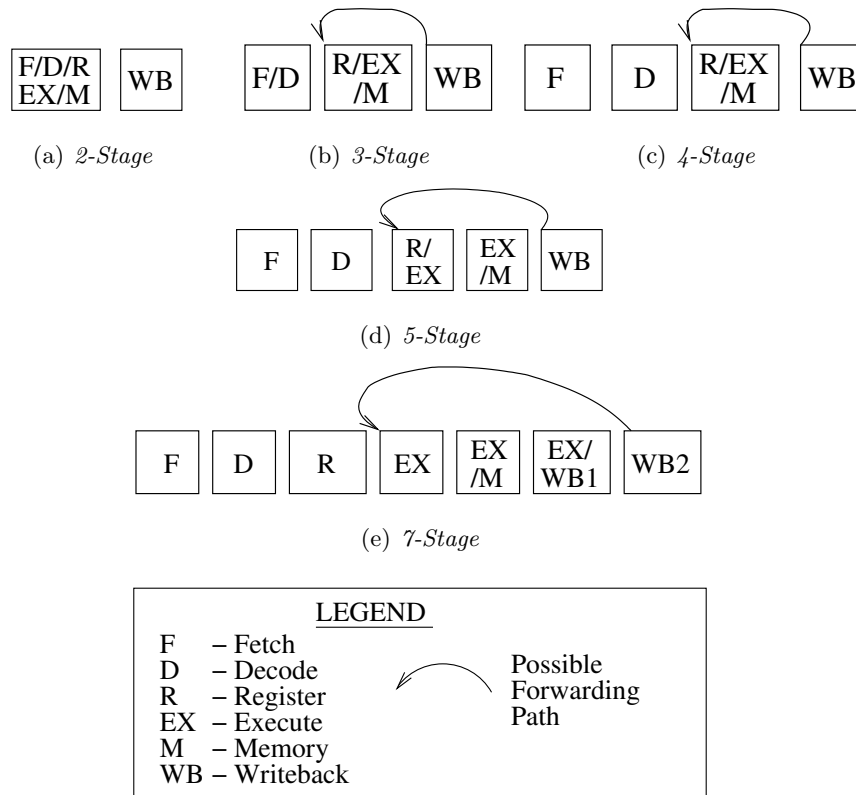 F/D/R
EX/M
WB
F/D
R/EX
/M
WB
F
D
R/EX
/M
WB
(a) 2-Stage
(b) 3-Stage
(c) 4-Stage
F
D
R/
EX
EX
/M
WB
(d) 5-Stage
F
D
R
EX
EX
/M
EX/
WB1
WB2
(e) 7-Stage
LEGEND
F – Fetch
D – Decode
R – Register
EX – Execute
M – Memory
WB – Writeback
Possible
Forwarding
Path